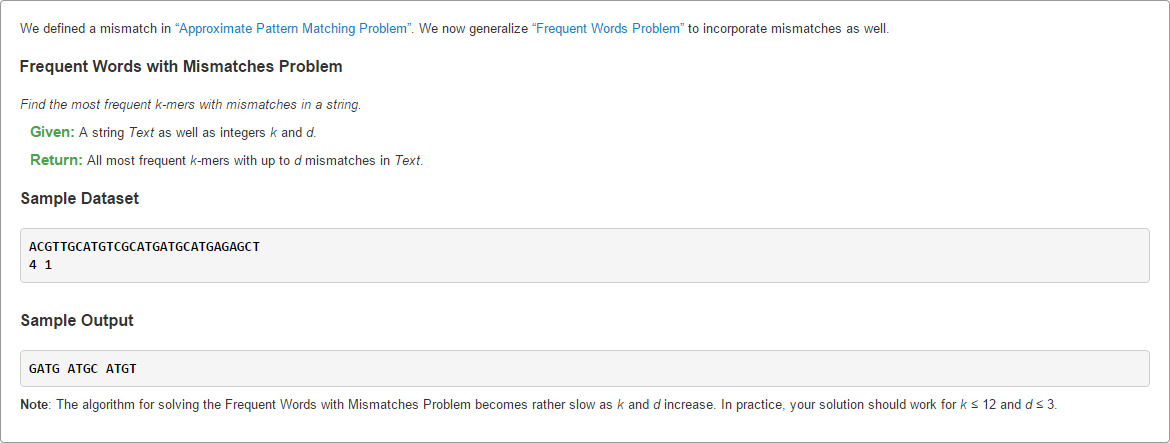 We defined a mismatch in “Approximate Pattern Matching Problem”. We now generalize “Frequent Words Problem” to incorporate mismatches as well.
Frequent Words with Mismatches Problem
Find the most frequent k-mers with mismatches in a string.
Given: A string Text as well as integers k and d.
Return: All most frequent k-mers with up to d mismatches in Text.
Sample Dataset
ACGTTGCATGTCGCATGATGCATGAGAGCT
4 1
Sample Output
GATG ATGC ATGT
Note: The algorithm for solving the Frequent Words with Mismatches Problem becomes rather slow as k and d increase. In practice, your solution should work for k ≤ 12 and d ≤ 3.